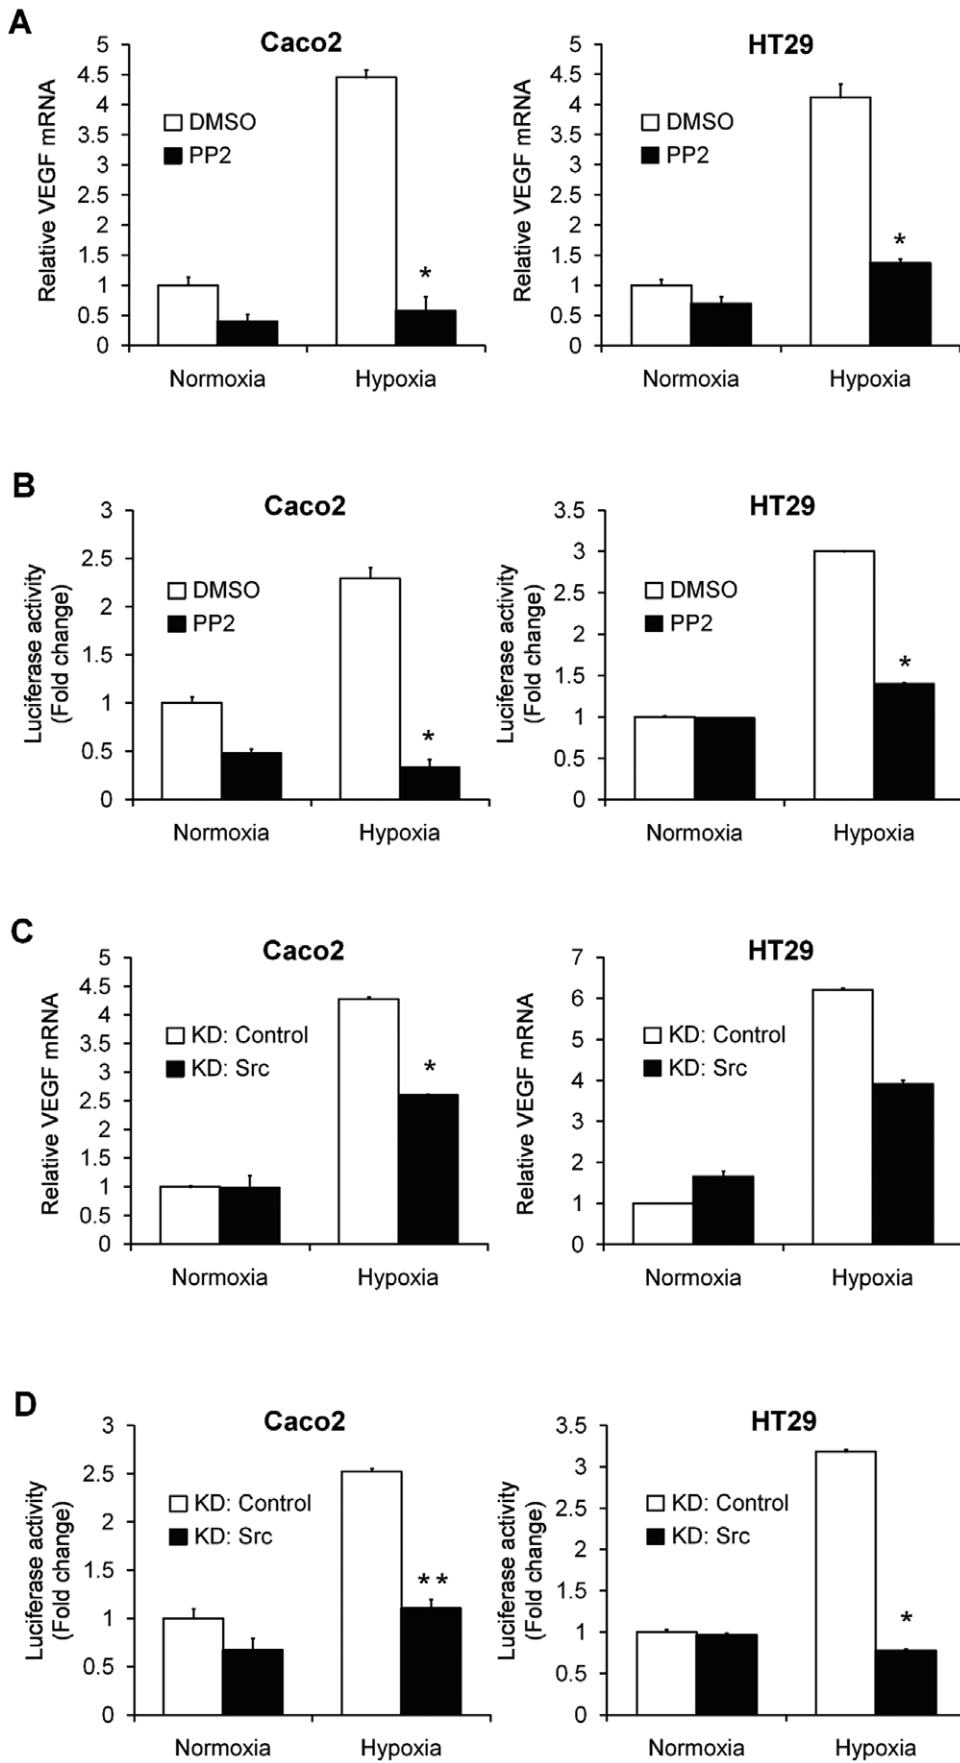 A
Caco2
HT29
Relative VEGF mRNA
5
4.5
4
3.5
3
2.5
2
1.5
1
0.5
0
DMSO
PP2
*
Normoxia
Hypoxia
Relative VEGF mRNA
5
4.5
4
3.5
3
2.5
2
1.5
1
0.5
0
DMSO
PP2
*
Normoxia
Hypoxia
B
Caco2
HT29
Luciferase activity
(Fold change)
3
2.5
2
1.5
1
0.5
0
DMSO
PP2
*
Normoxia
Hypoxia
Luciferase activity
(Fold change)
3.5
3
2.5
2
1.5
1
0.5
0
DMSO
PP2
*
Normoxia
Hypoxia
C
Caco2
HT29
Relative VEGF mRNA
5
4.5
4
3.5
3
2.5
2
1.5
1
0.5
0
KD: Control
KD: Src
*
Normoxia
Hypoxia
Relative VEGF mRNA
7
6
5
4
3
2
1
0
KD: Control
KD: Src
Normoxia
Hypoxia
D
Caco2
HT29
Luciferase activity
(Fold change)
3
2.5
2
1.5
1
0.5
0
KD: Control
KD: Src
**
Normoxia
Hypoxia
Luciferase activity
(Fold change)
3.5
3
2.5
2
1.5
1
0.5
0
KD: Control
KD: Src
*
Normoxia
Hypoxia